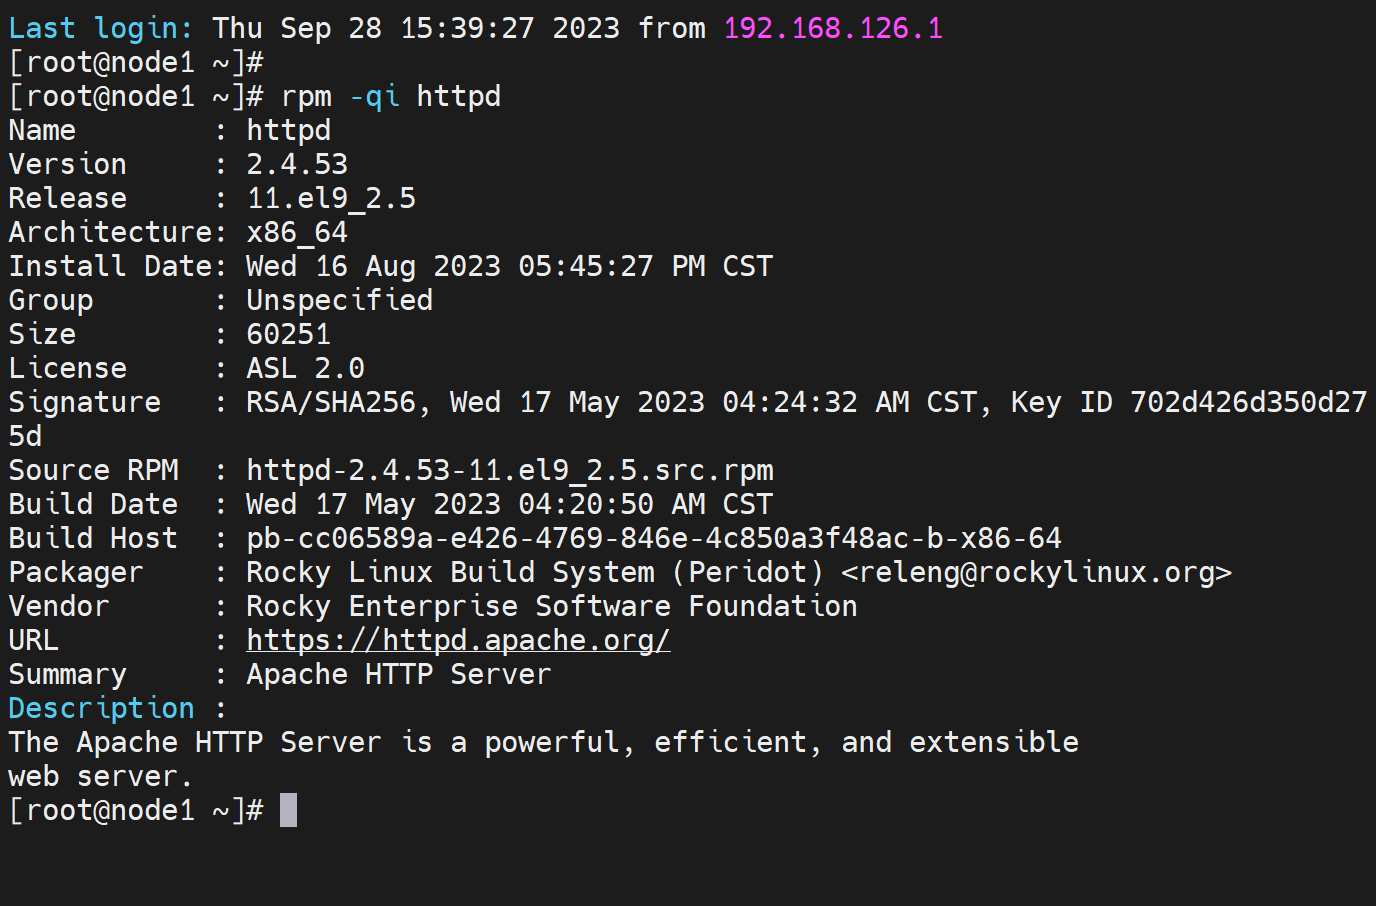 Last login: Thu Sep 28 15:39:27 2023 from 192.168.126.1
[root@node1 ~]#
[root@node1 ~]# rpm -qi httpd
Name        : httpd
Version     : 2.4.53
Release     : 11.el9_2.5
Architecture: x86_64
Install Date: Wed 16 Aug 2023 05:45:27 PM CST
Group       : Unspecified
Size        : 60251
License     : ASL 2.0
Signature   : RSA/SHA256, Wed 17 May 2023 04:24:32 AM CST, Key ID 702d426d350d27
5d
Source RPM  : httpd-2.4.53-11.el9_2.5.src.rpm
Build Date  : Wed 17 May 2023 04:20:50 AM CST
Build Host  : pb-cc06589a-e426-4769-846e-4c850a3f48ac-b-x86-64
Packager    : Rocky Linux Build System (Peridot) <releng@rockylinux.org>
Vendor      : Rocky Enterprise Software Foundation
URL         : https://httpd.apache.org/
Summary     : Apache HTTP Server
Description :
The Apache HTTP Server is a powerful, efficient, and extensible
web server.
[root@node1 ~]#